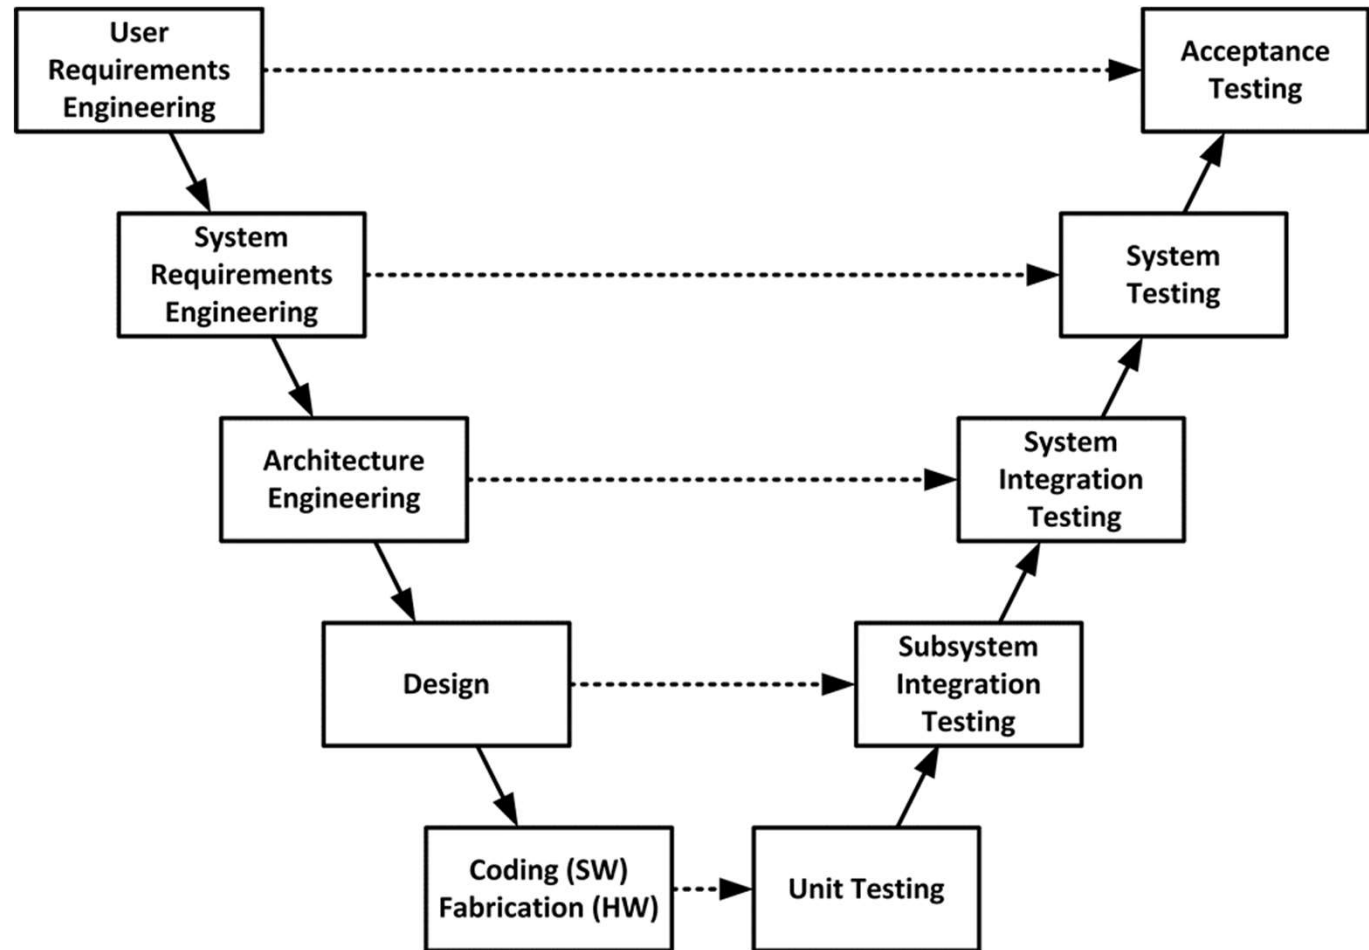 User
Requirements
Engineering
Acceptance
Testing
System
Requirements
Engineering
System
Testing
Architecture
Engineering
System
Integration
Testing
Design
Subsystem
Integration
Testing
Coding (SW)
Fabrication (HW)
Unit Testing